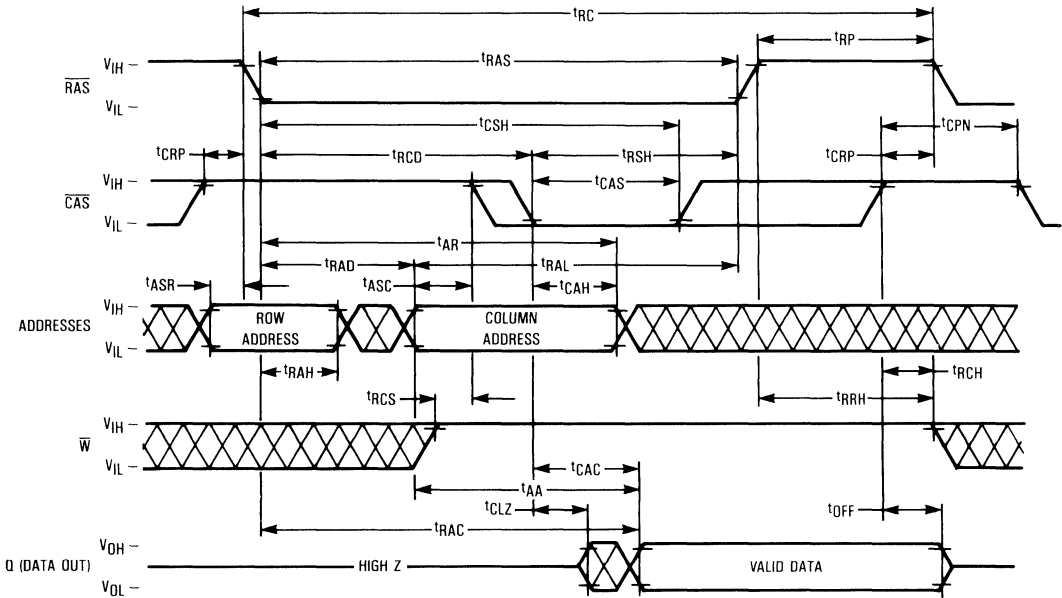 tRC
tRP
VIH
tRAS
RAS
VIL
tCSH
tCPN
tCRP
tRCD
tRSH
tCRP
VIH
tCAS
CAS
VIL
tAR
tRAD
tRAL
tASR
tASC
tCAH
VIH
ADDRESSES
ROW
ADDRESS
COLUMN
ADDRESS
VIL
tRAH
tRCH
tRCS
tRRH
VIH
W
VIL
tCAC
tAA
tCLZ
tOFF
tRAC
VOH
Q (DATA OUT)
HIGH Z
VALID DATA
VOL